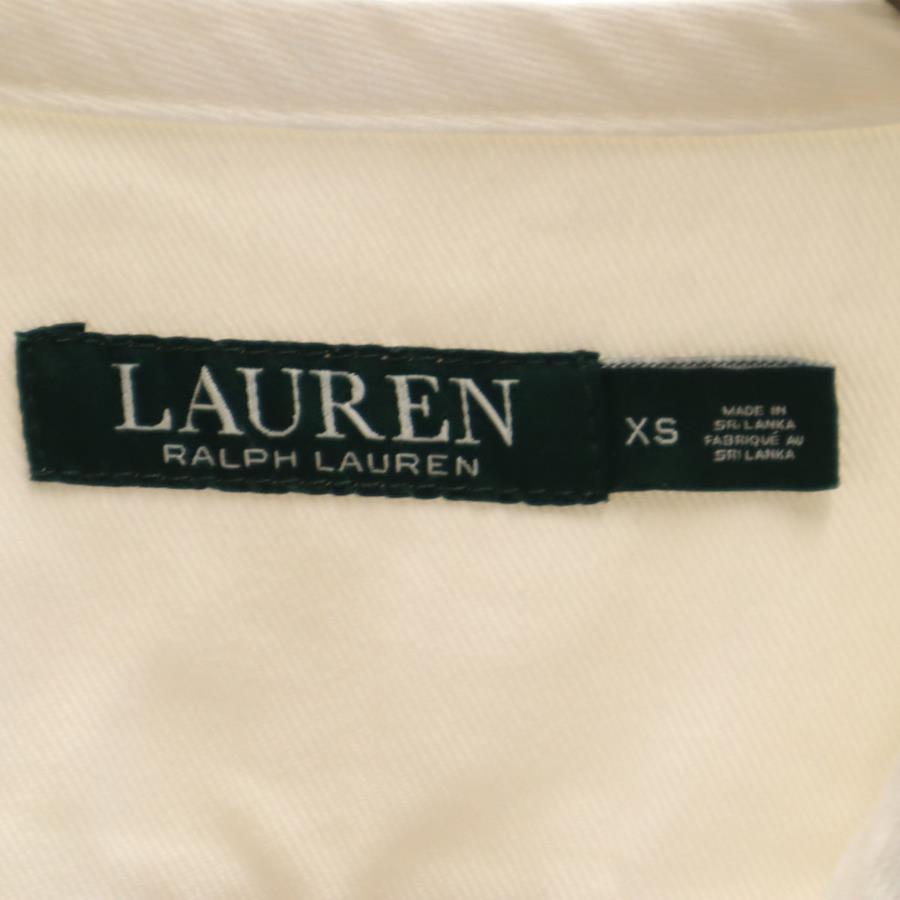 LAUREN
RALPH LAUREN
XS
MADE IN
SRI LANKA
FABRIQUÉ AU
SRI LANKA